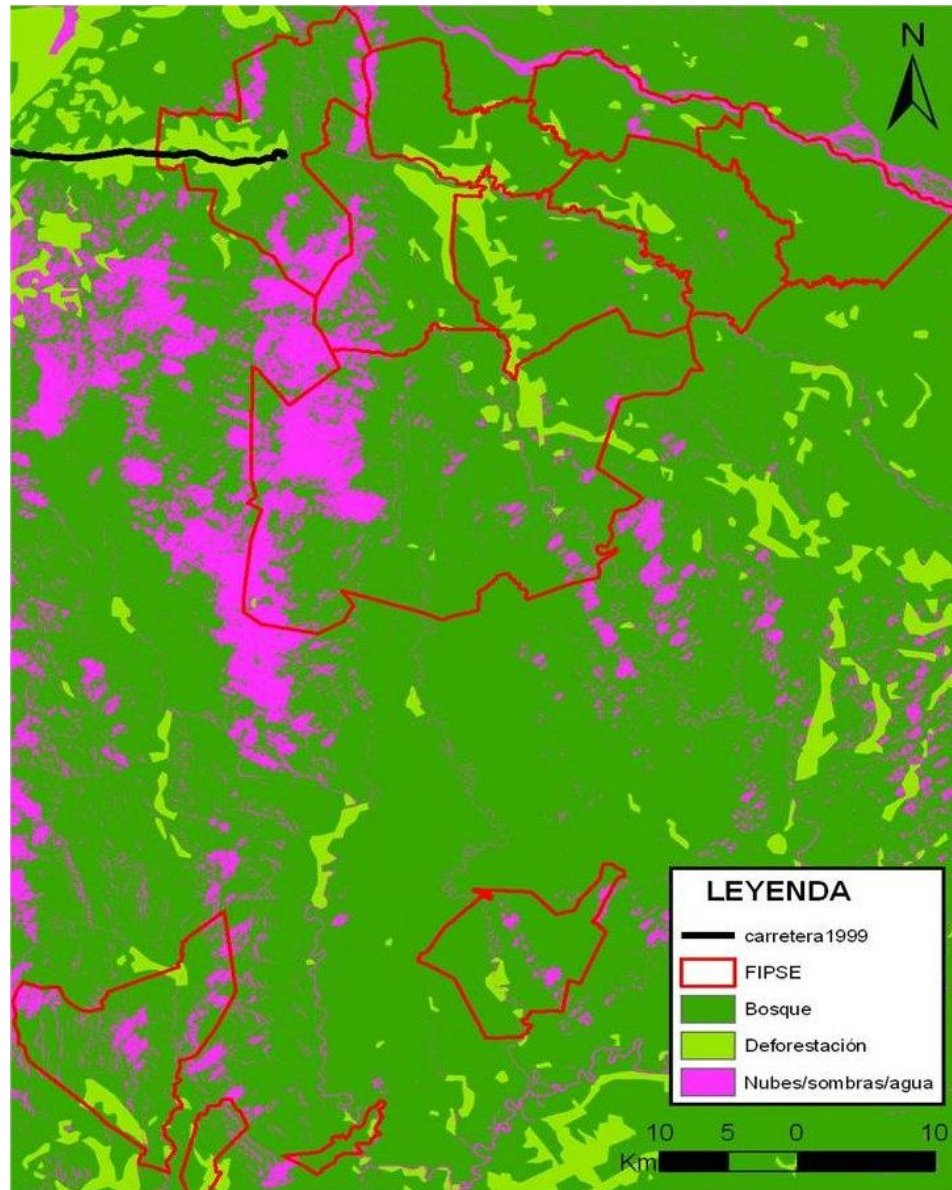 N
LEYENDA
carretera1999
FIPSE
Bosque
Deforestación
Nubes/sombras/agua
10 5 0 10
Km